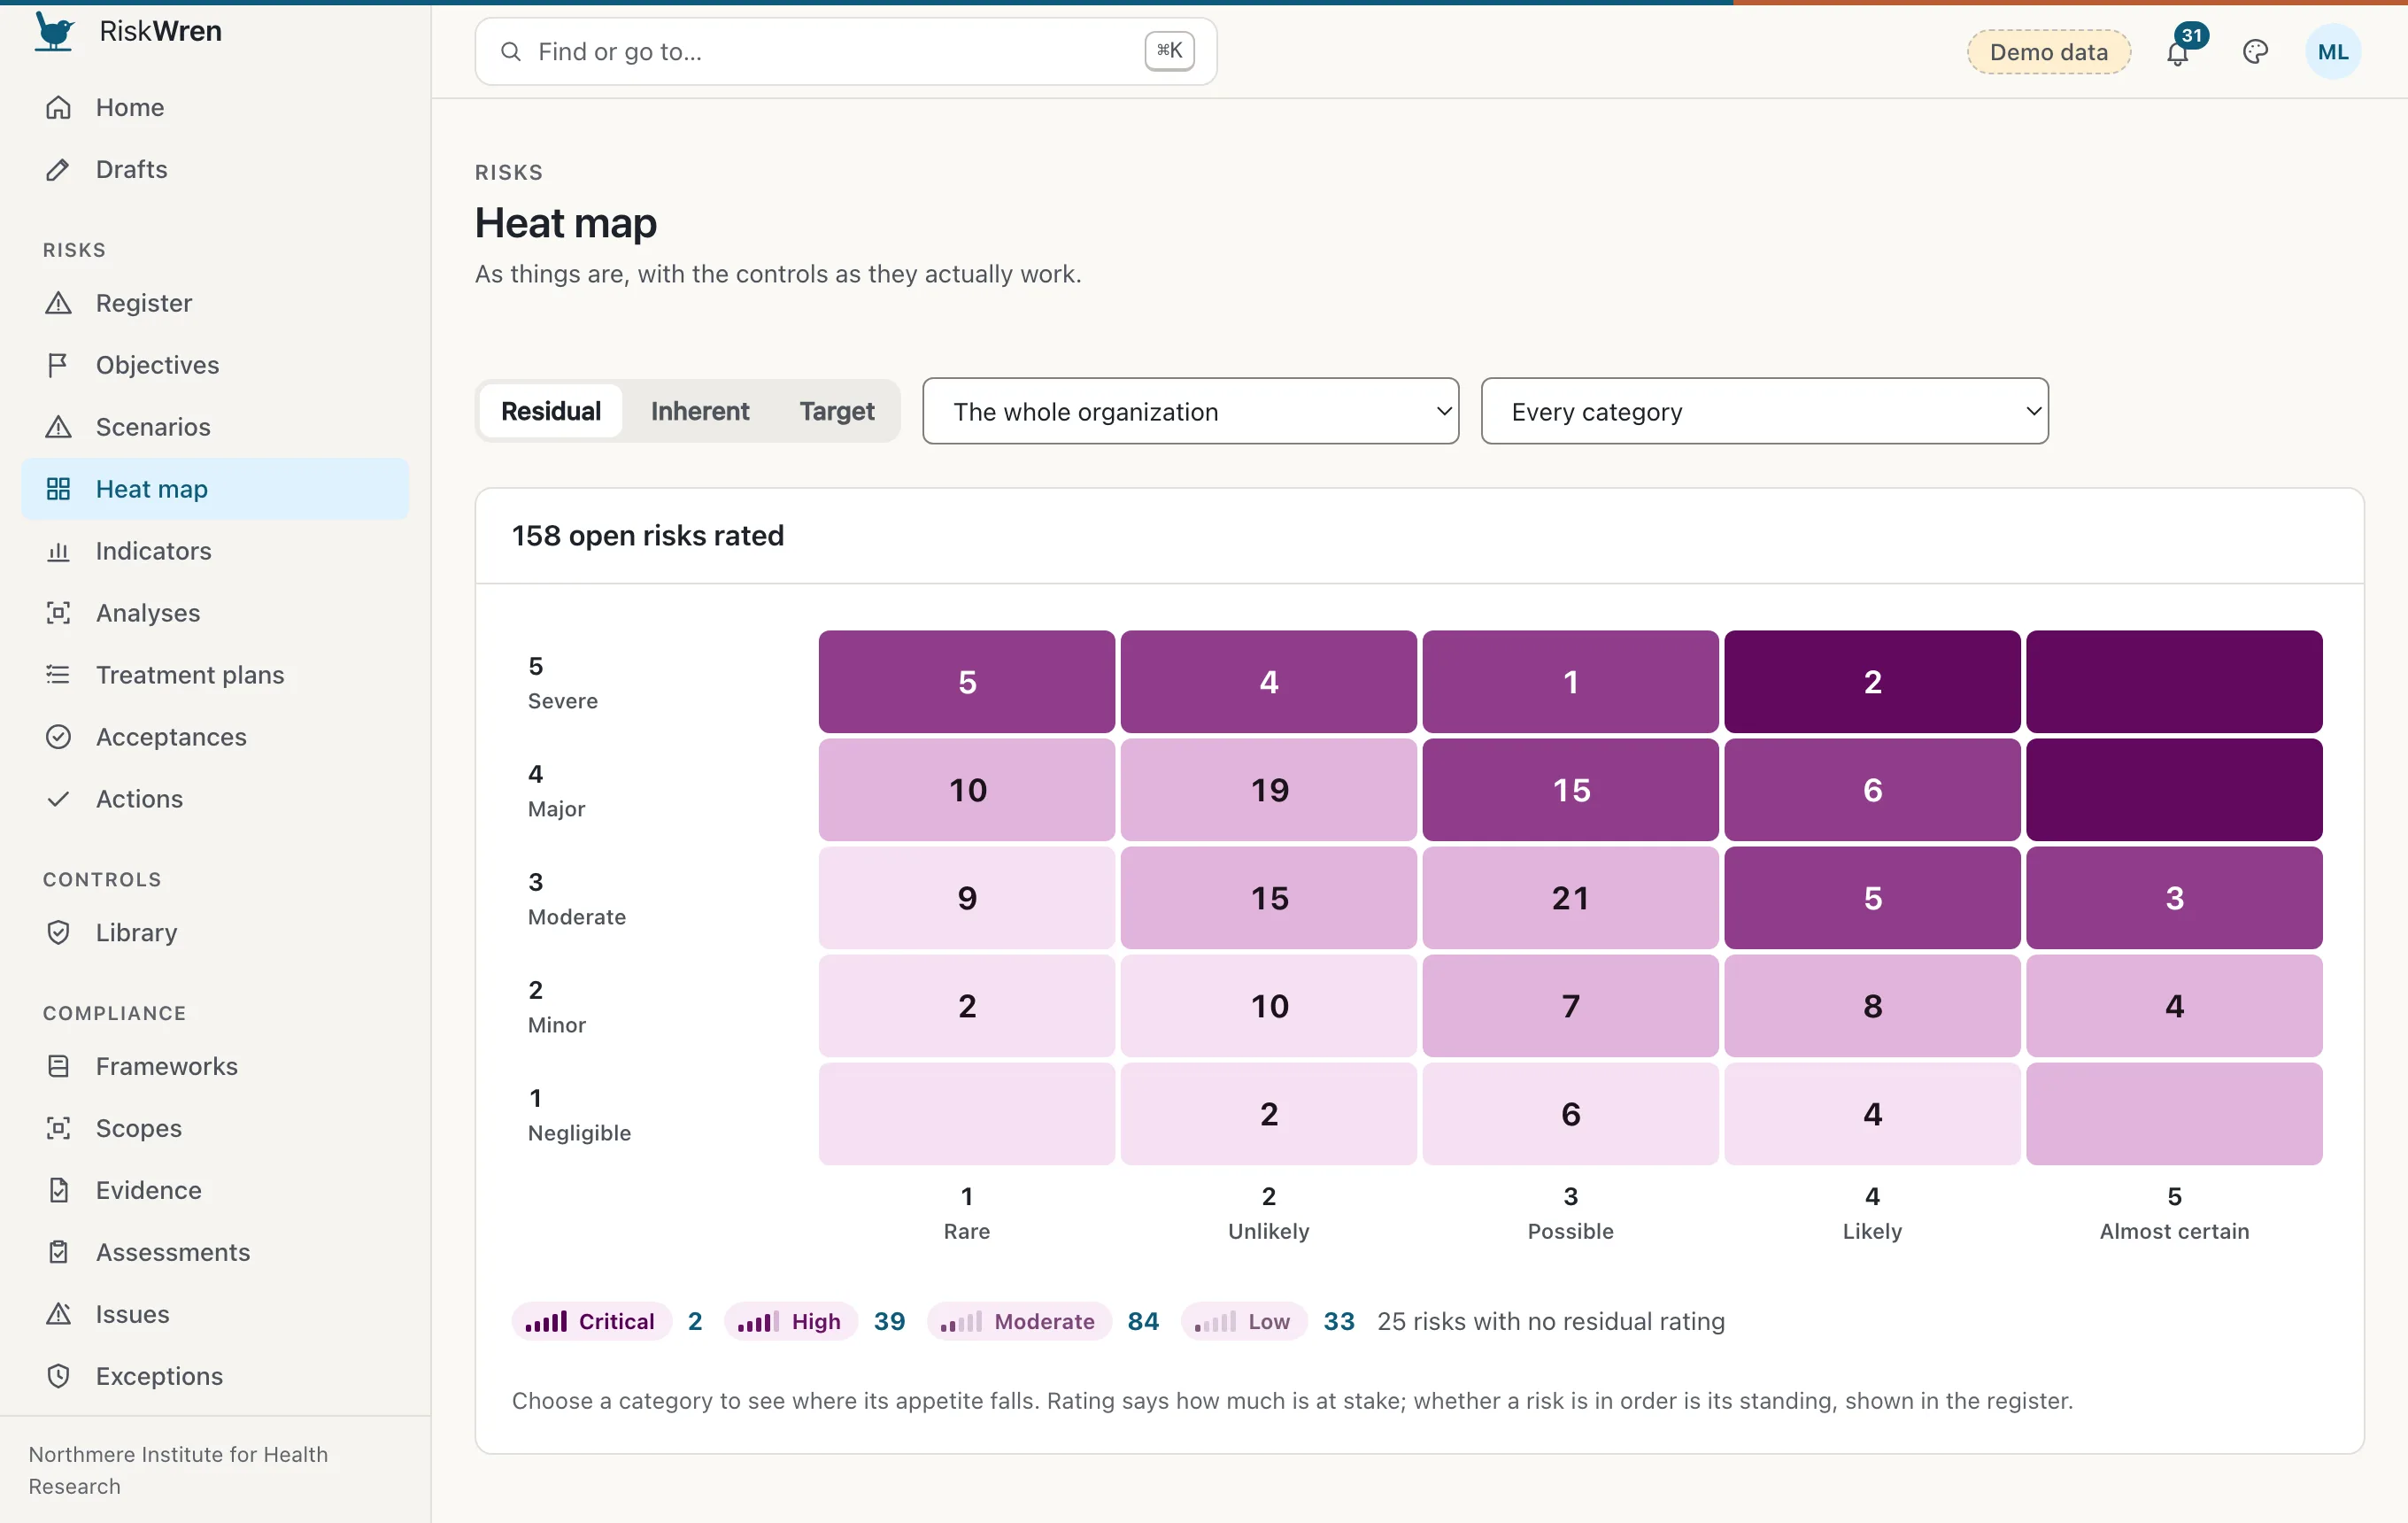 RiskWren
Find or go to...
⌘K
Demo data
31
ML
Home
Drafts
RISKS
Register
Objectives
Scenarios
Heat map
Indicators
Analyses
Treatment plans
Acceptances
Actions
CONTROLS
Library
COMPLIANCE
Frameworks
Scopes
Evidence
Assessments
Issues
Exceptions
Northmere Institute for Health
Research
RISKS
Heat map
As things are, with the controls as they actually work.
Residual Inherent Target
The whole organization
Every category
158 open risks rated
5
Severe
5 4 1 2
4
Major
10 19 15 6
3
Moderate
9 15 21 5 3
2
Minor
2 10 7 8 4
1
Negligible
2 6 4
1 2 3 4 5
Rare Unlikely Possible Likely Almost certain
Critical 2 High 39 Moderate 84 Low 33 25 risks with no residual rating
Choose a category to see where its appetite falls. Rating says how much is at stake; whether a risk is in order is its standing, shown in the register.